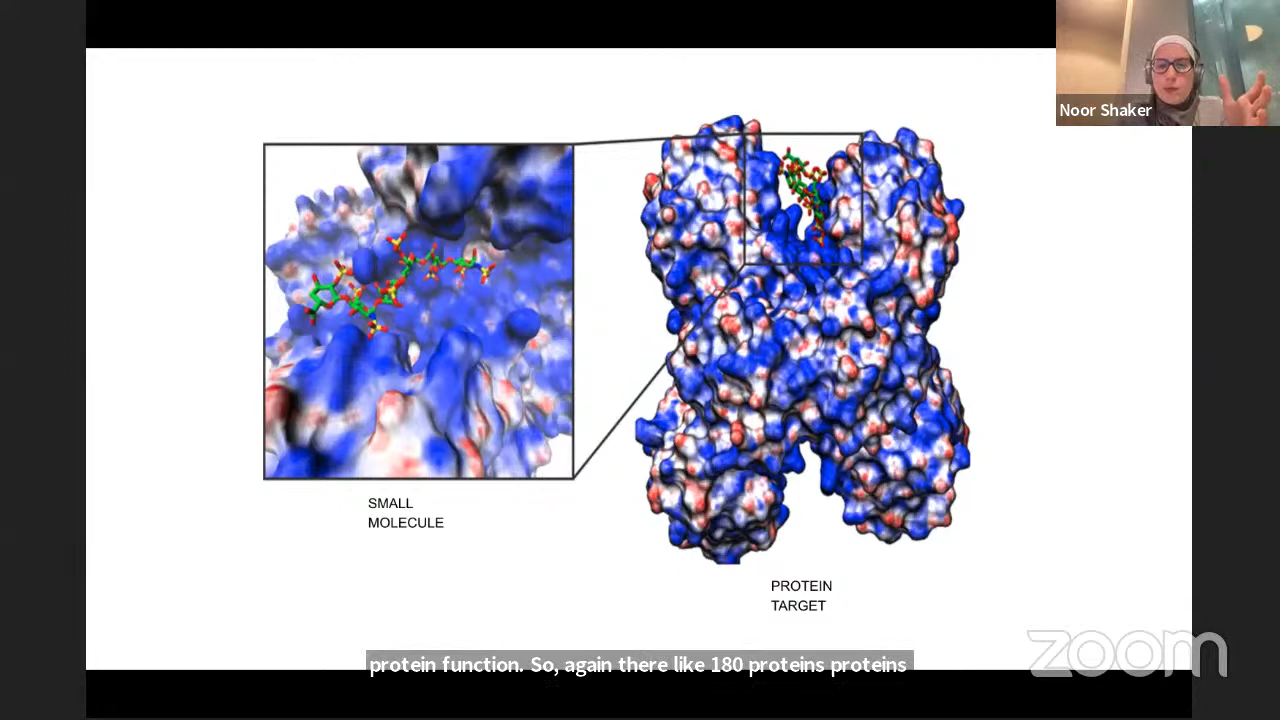 Noor Shaker
SMALL
MOLECULE
PROTEIN
TARGET
protein function. So, again there like 180 proteins proteins
zoom